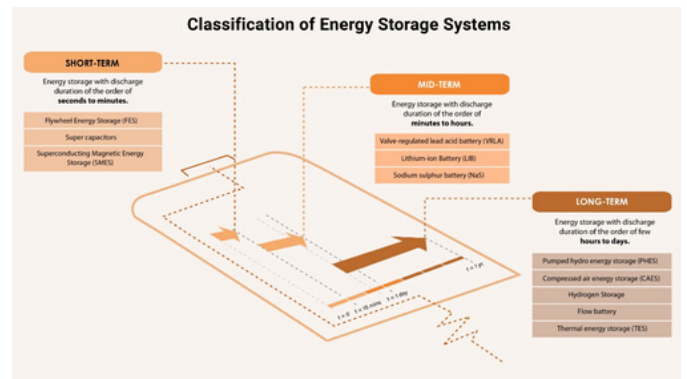 Classification of Energy Storage Systems
SHORT-TERM
Energy storage with discharge
duration of the order of
seconds to minutes.
Flywheel Energy Storage (FES)
Super capacitors
Superconducting Magnetic Energy
Storage (SMES)
MiD-TERM
Energy storage with discharge
duration of the order of
minutes to hours.
Valve-regulated lead acid battery (VRLA)
Lithium-ion Battery (LIB)
Sodium sulphur battery (NaS)
LONG-TERM
Energy storage with discharge
duration of the order of few
hours to days.
Pumped hydro energy storage (PHES)
Compressed air energy storage (CAES)
Hydrogen Storage
Flow battery
Thermal energy storage (TES)
t = 0
t = 15 mins
t = 1 day
t = 1 yr